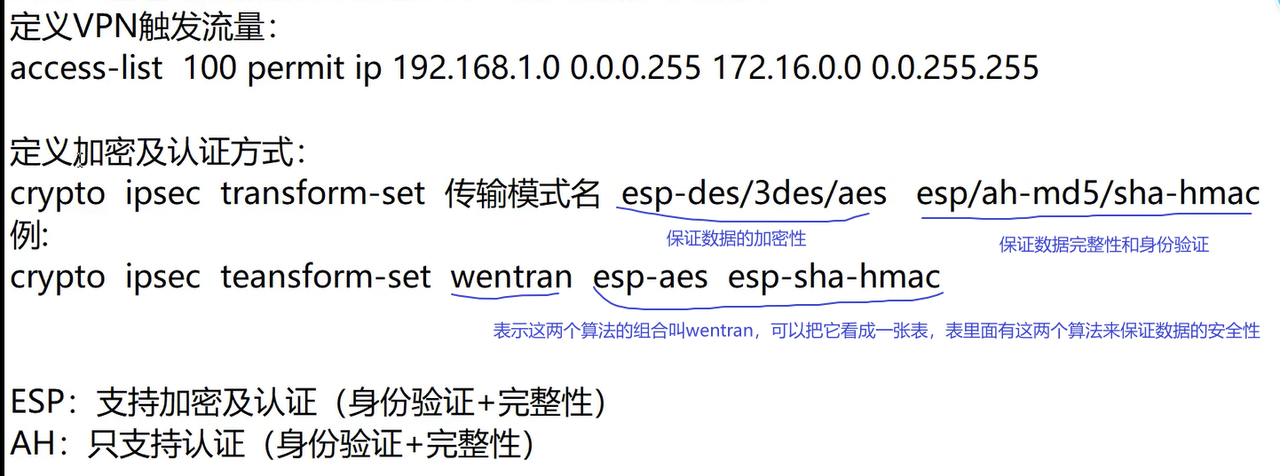 定义VPN触发流量：
access-list 100 permit ip 192.168.1.0 0.0.0.255 172.16.0.0 0.0.255.255
定义加密及认证方式：
crypto ipsec transform-set 传输模式名 esp-des/3des/aes esp/ah-md5/sha-hmac
例:
保证数据的加密性
保证数据完整性和身份验证
crypto ipsec teansform-set wentran esp-aes esp-sha-hmac
表示这两个算法的组合叫wentran，可以把它看成一张表，表里面有这两个算法来保证数据的安全性
ESP：支持加密及认证（身份验证+完整性）
AH：只支持认证（身份验证+完整性）